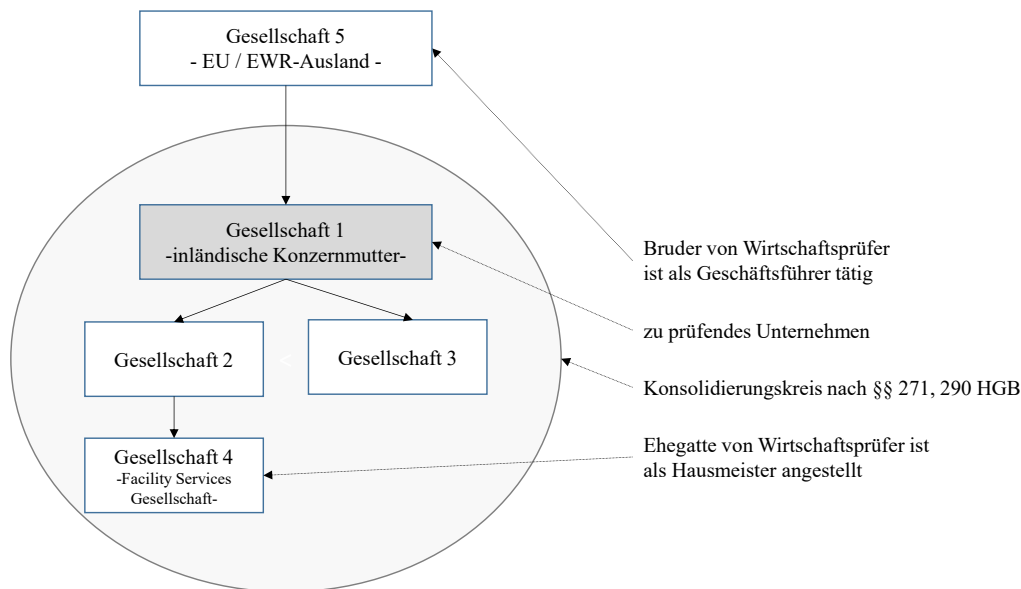 Gesellschaft 5
- EU / EWR-Ausland -
Gesellschaft 1
-inländische Konzernmutter-
Gesellschaft 2
<
Gesellschaft 3
Gesellschaft 4
-Facility Services
Gesellschaft-
Bruder von Wirtschaftsprüfer
ist als Geschäftsführer tätig
zu prüfendes Unternehmen
Konsolidierungskreis nach §§ 271, 290 HGB
Ehegatte von Wirtschaftsprüfer ist
als Hausmeister angestellt